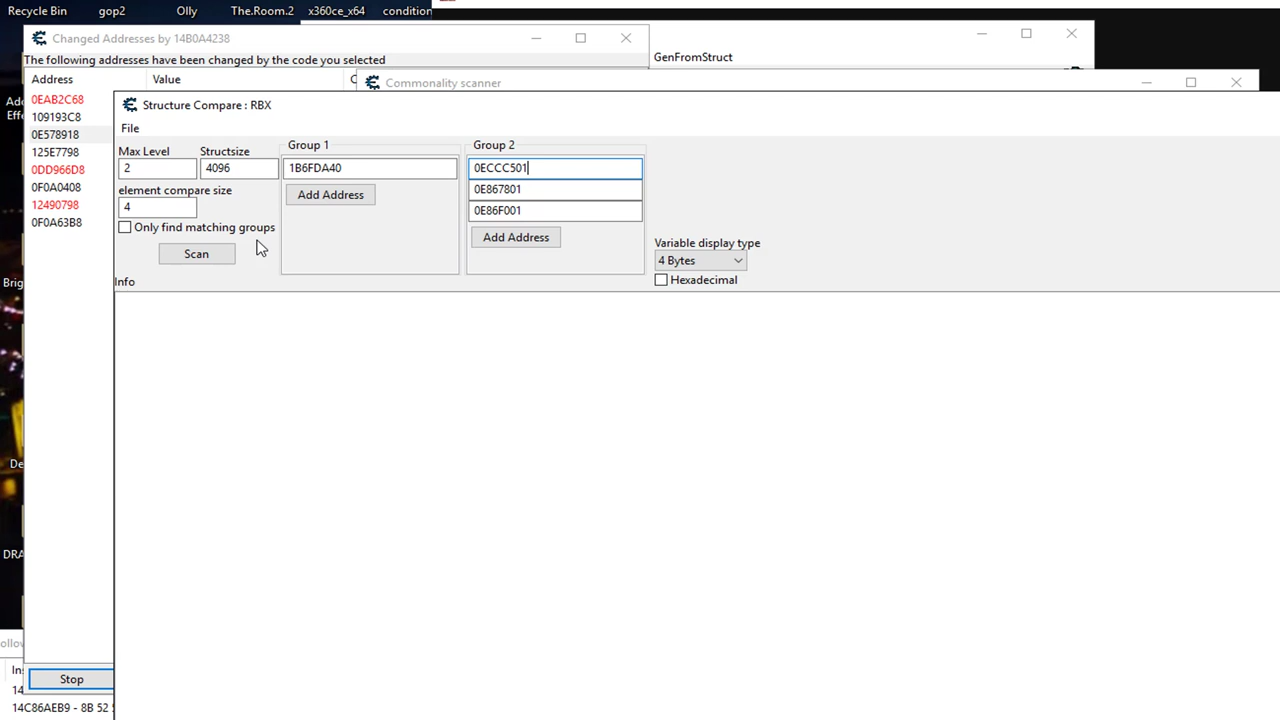 Recycle Bin
gop2
Olly
The.Room.2
x360ce_x64
condition
Changed Addresses by 14B0A4238
GenFromStruct
The following addresses have been changed by the code you selected
Address
Value
C
Commonality scanner
0EAB2C68
109193C8
0E578918
125E7798
0DD966D8
0F0A0408
12490798
0F0A63B8
Structure Compare : RBX
File
Max Level
Structsize
Group 1
Group 2
2
4096
1B6FDA40
0ECCC501
element compare size
Add Address
0E867801
4
0E86F001
Only find matching groups
Add Address
Scan
Variable display type
4 Bytes
Info
Hexadecimal
Brig
De
DRA
Stop
14C86AEB9 - 8B 52